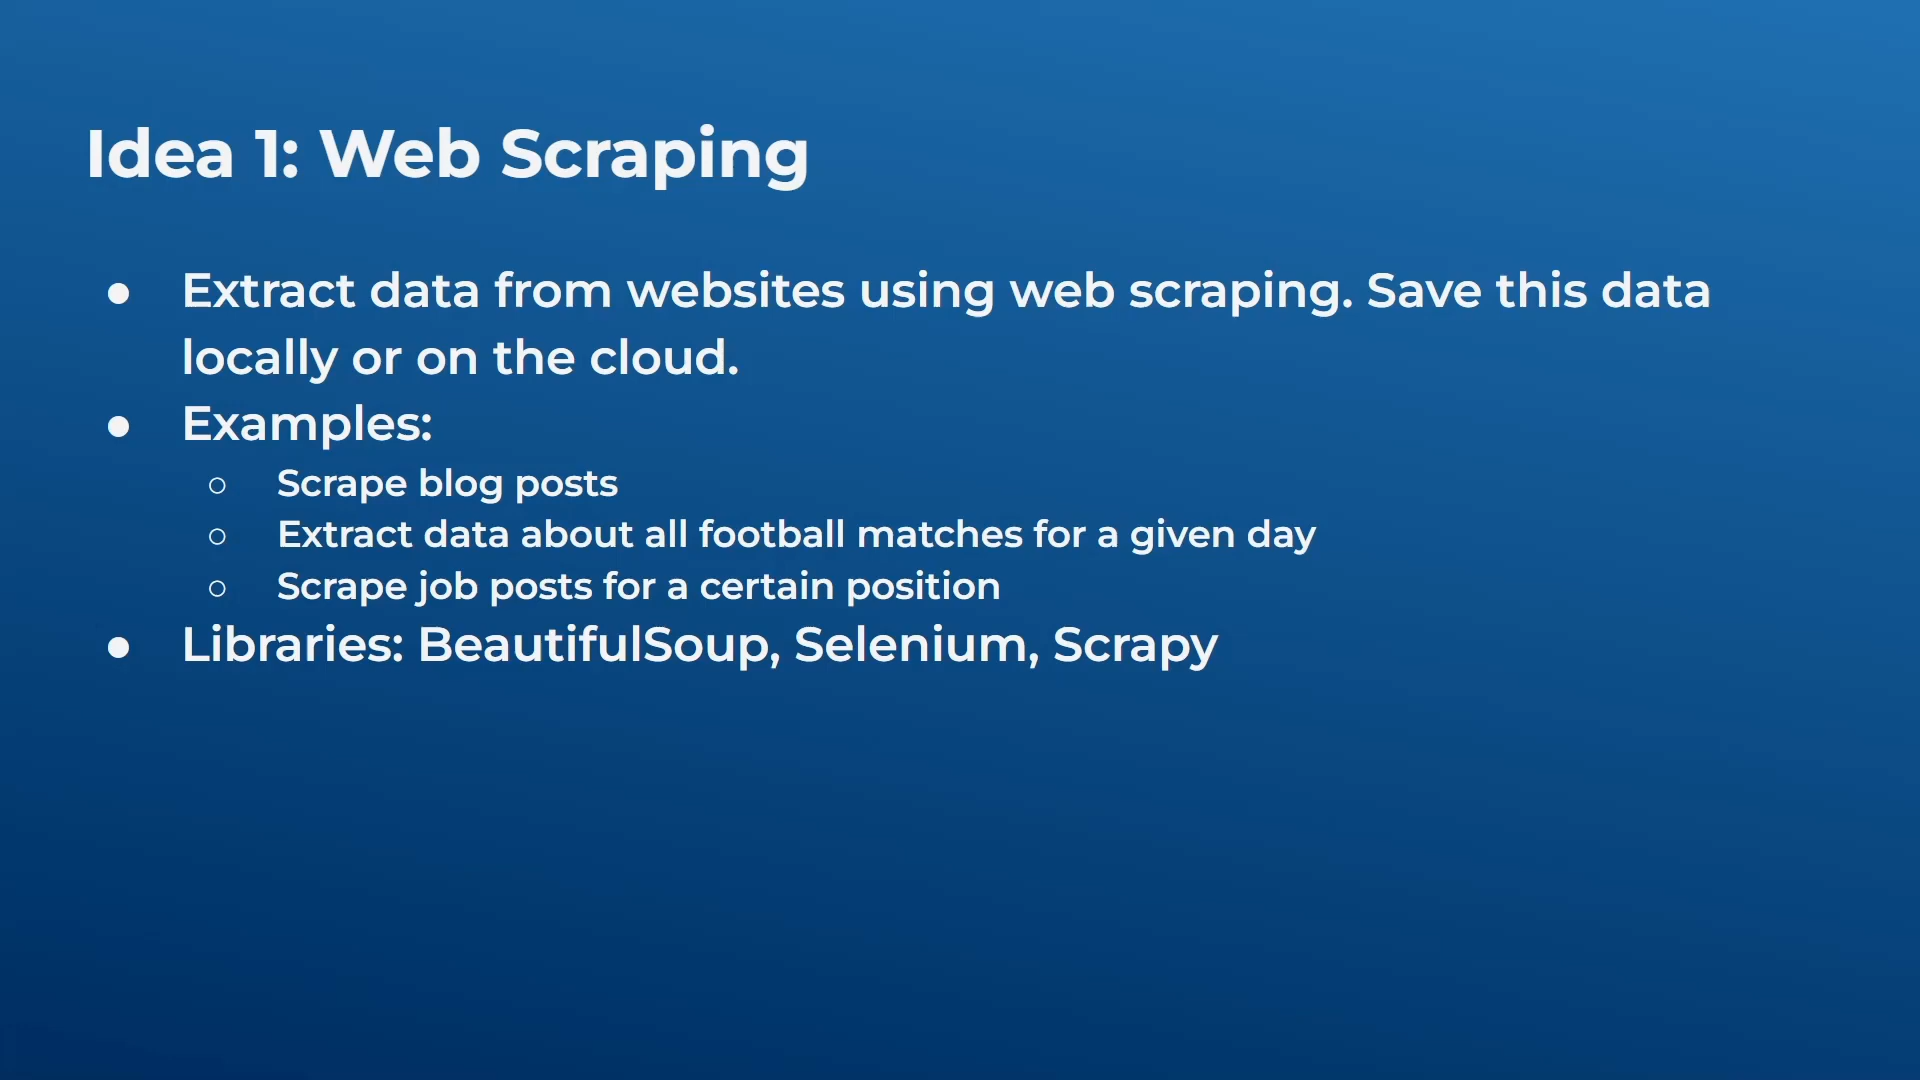 Idea 1: Web Scraping
● Extract data from websites using web scraping. Save this data
locally or on the cloud.
● Examples:
○ Scrape blog posts
○ Extract data about all football matches for a given day
○ Scrape job posts for a certain position
● Libraries: BeautifulSoup, Selenium, Scrapy